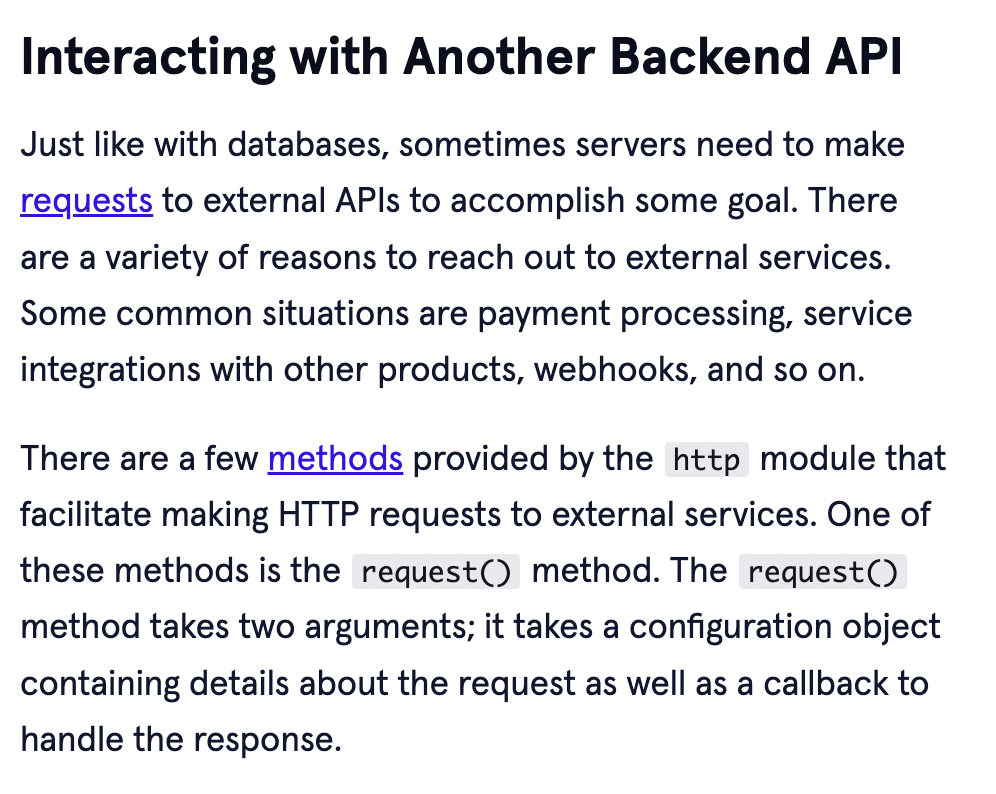 Interacting with Another Backend API
Just like with databases, sometimes servers need to make
requests to external APIs to accomplish some goal. There
are a variety of reasons to reach out to external services.
Some common situations are payment processing, service
integrations with other products, webhooks, and so on.
There are a few methods provided by the http module that
facilitate making HTTP requests to external services. One of
these methods is the request() method. The request()
method takes two arguments; it takes a configuration object
containing details about the request as well as a callback to
handle the response.